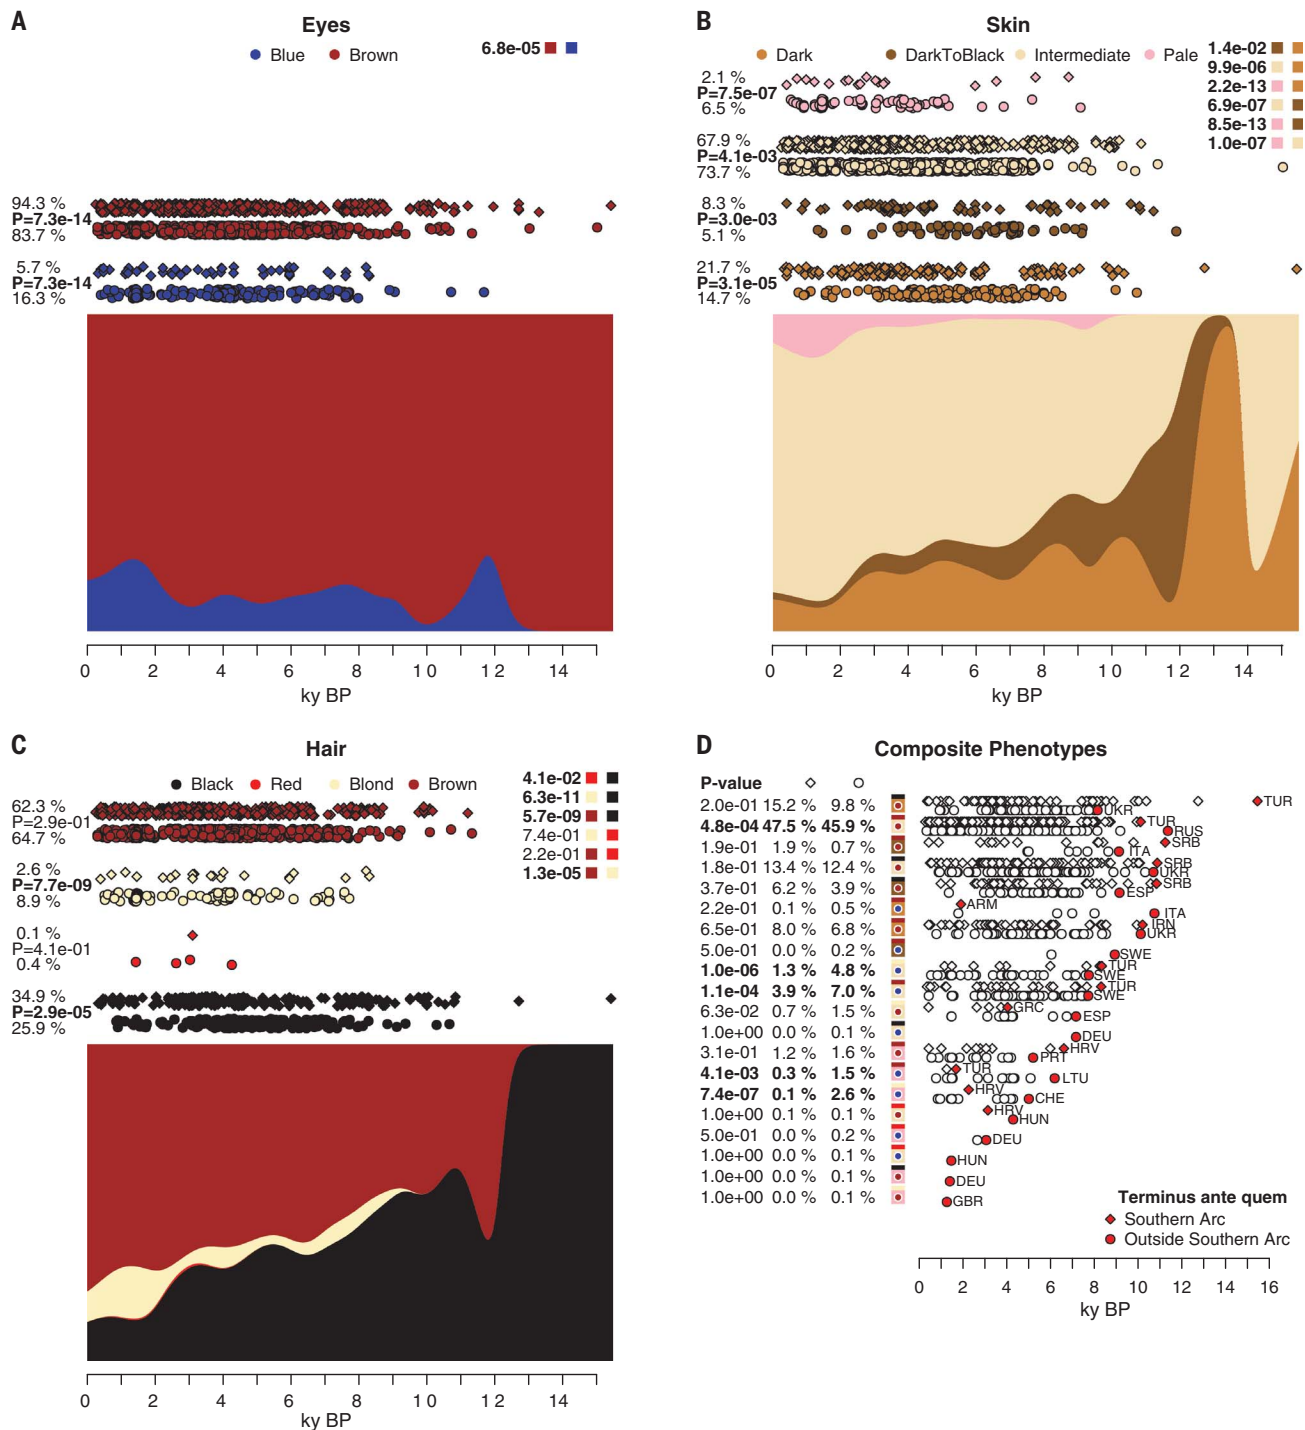 A
Eyes
Blue
Brown
6.8e-05
94.3 %
P=7.3e-14
83.7 %
5.7 %
P=7.3e-14
16.3 %
0 2 4 6 8 10 12 14
ky BP
B
Skin
Dark
DarkToBlack
Intermediate
Pale
1.4e-02
9.9e-06
2.2e-13
6.9e-07
8.5e-13
1.0e-07
2.1 %
P=7.5e-07
6.5 %
67.9 %
P=4.1e-03
73.7 %
8.3 %
P=3.0e-03
5.1 %
21.7 %
P=3.1e-05
14.7 %
0 2 4 6 8 10 12 14
ky BP
C
Hair
Black
Red
Blond
Brown
4.1e-02
6.3e-11
5.7e-09
7.4e-01
2.2e-01
1.3e-05
62.3 %
P=2.9e-01
64.7 %
2.6 %
P=7.7e-09
8.9 %
0.1 %
P=4.1e-01
0.4 %
34.9 %
P=2.9e-05
25.9 %
0 2 4 6 8 10 12 14
ky BP
D
Composite Phenotypes
P-value
2.0e-01 15.2 % 9.8 % TUR
UKR
4.8e-04 47.5 % 45.9 % TUR
RUS
1.9e-01 1.9 % 0.7 % SRB
ITA
1.8e-01 13.4 % 12.4 % SRB
UKR
3.7e-01 6.2 % 3.9 % SRB
ESP
2.2e-01 0.1 % 0.5 % ARM
ITA
6.5e-01 8.0 % 6.8 % IRN
UKR
5.0e-01 0.0 % 0.2 % SWE
1.0e-06 1.3 % 4.8 % TUR
SWE
1.1e-04 3.9 % 7.0 % TUR
SWE
6.3e-02 0.7 % 1.5 % GRC
ESP
1.0e+00 0.0 % 0.1 % DEU
3.1e-01 1.2 % 1.6 % HRV
PRT
4.1e-03 0.3 % 1.5 % TUR
LTU
7.4e-07 0.1 % 2.6 % HRV
CHE
1.0e+00 0.1 % 0.1 % HRV
HUN
5.0e-01 0.0 % 0.2 % DEU
1.0e+00 0.0 % 0.1 % HUN
1.0e+00 0.0 % 0.1 % DEU
1.0e+00 0.0 % 0.1 % GBR
Terminus ante quem
Southern Arc
Outside Southern Arc
0 2 4 6 8 10 12 14 16
ky BP